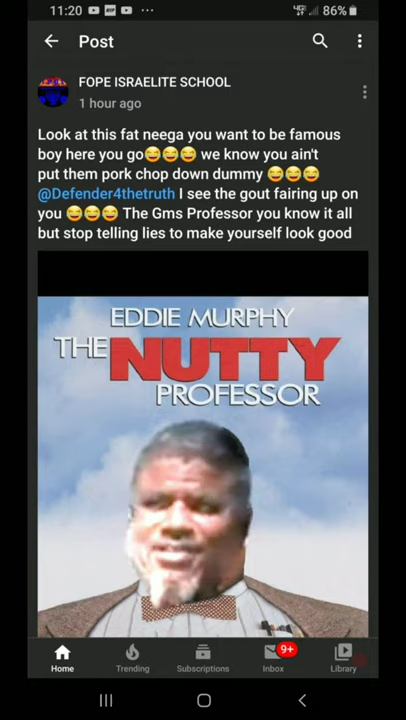 11:20 86%
Post
FOPE ISRAELITE SCHOOL
1 hour ago
Look at this fat neega you want to be famous
boy here you go😂😂😂 we know you ain't
put them pork chop down dummy 😂😂😂
@Defender4thetruth I see the gout fairing up on
you 😂😂😂 The Gms Professor you know it all
but stop telling lies to make yourself look good
EDDIE MURPHY
THE NUTTY
PROFESSOR
9+
Home Trending Subscriptions Inbox Library